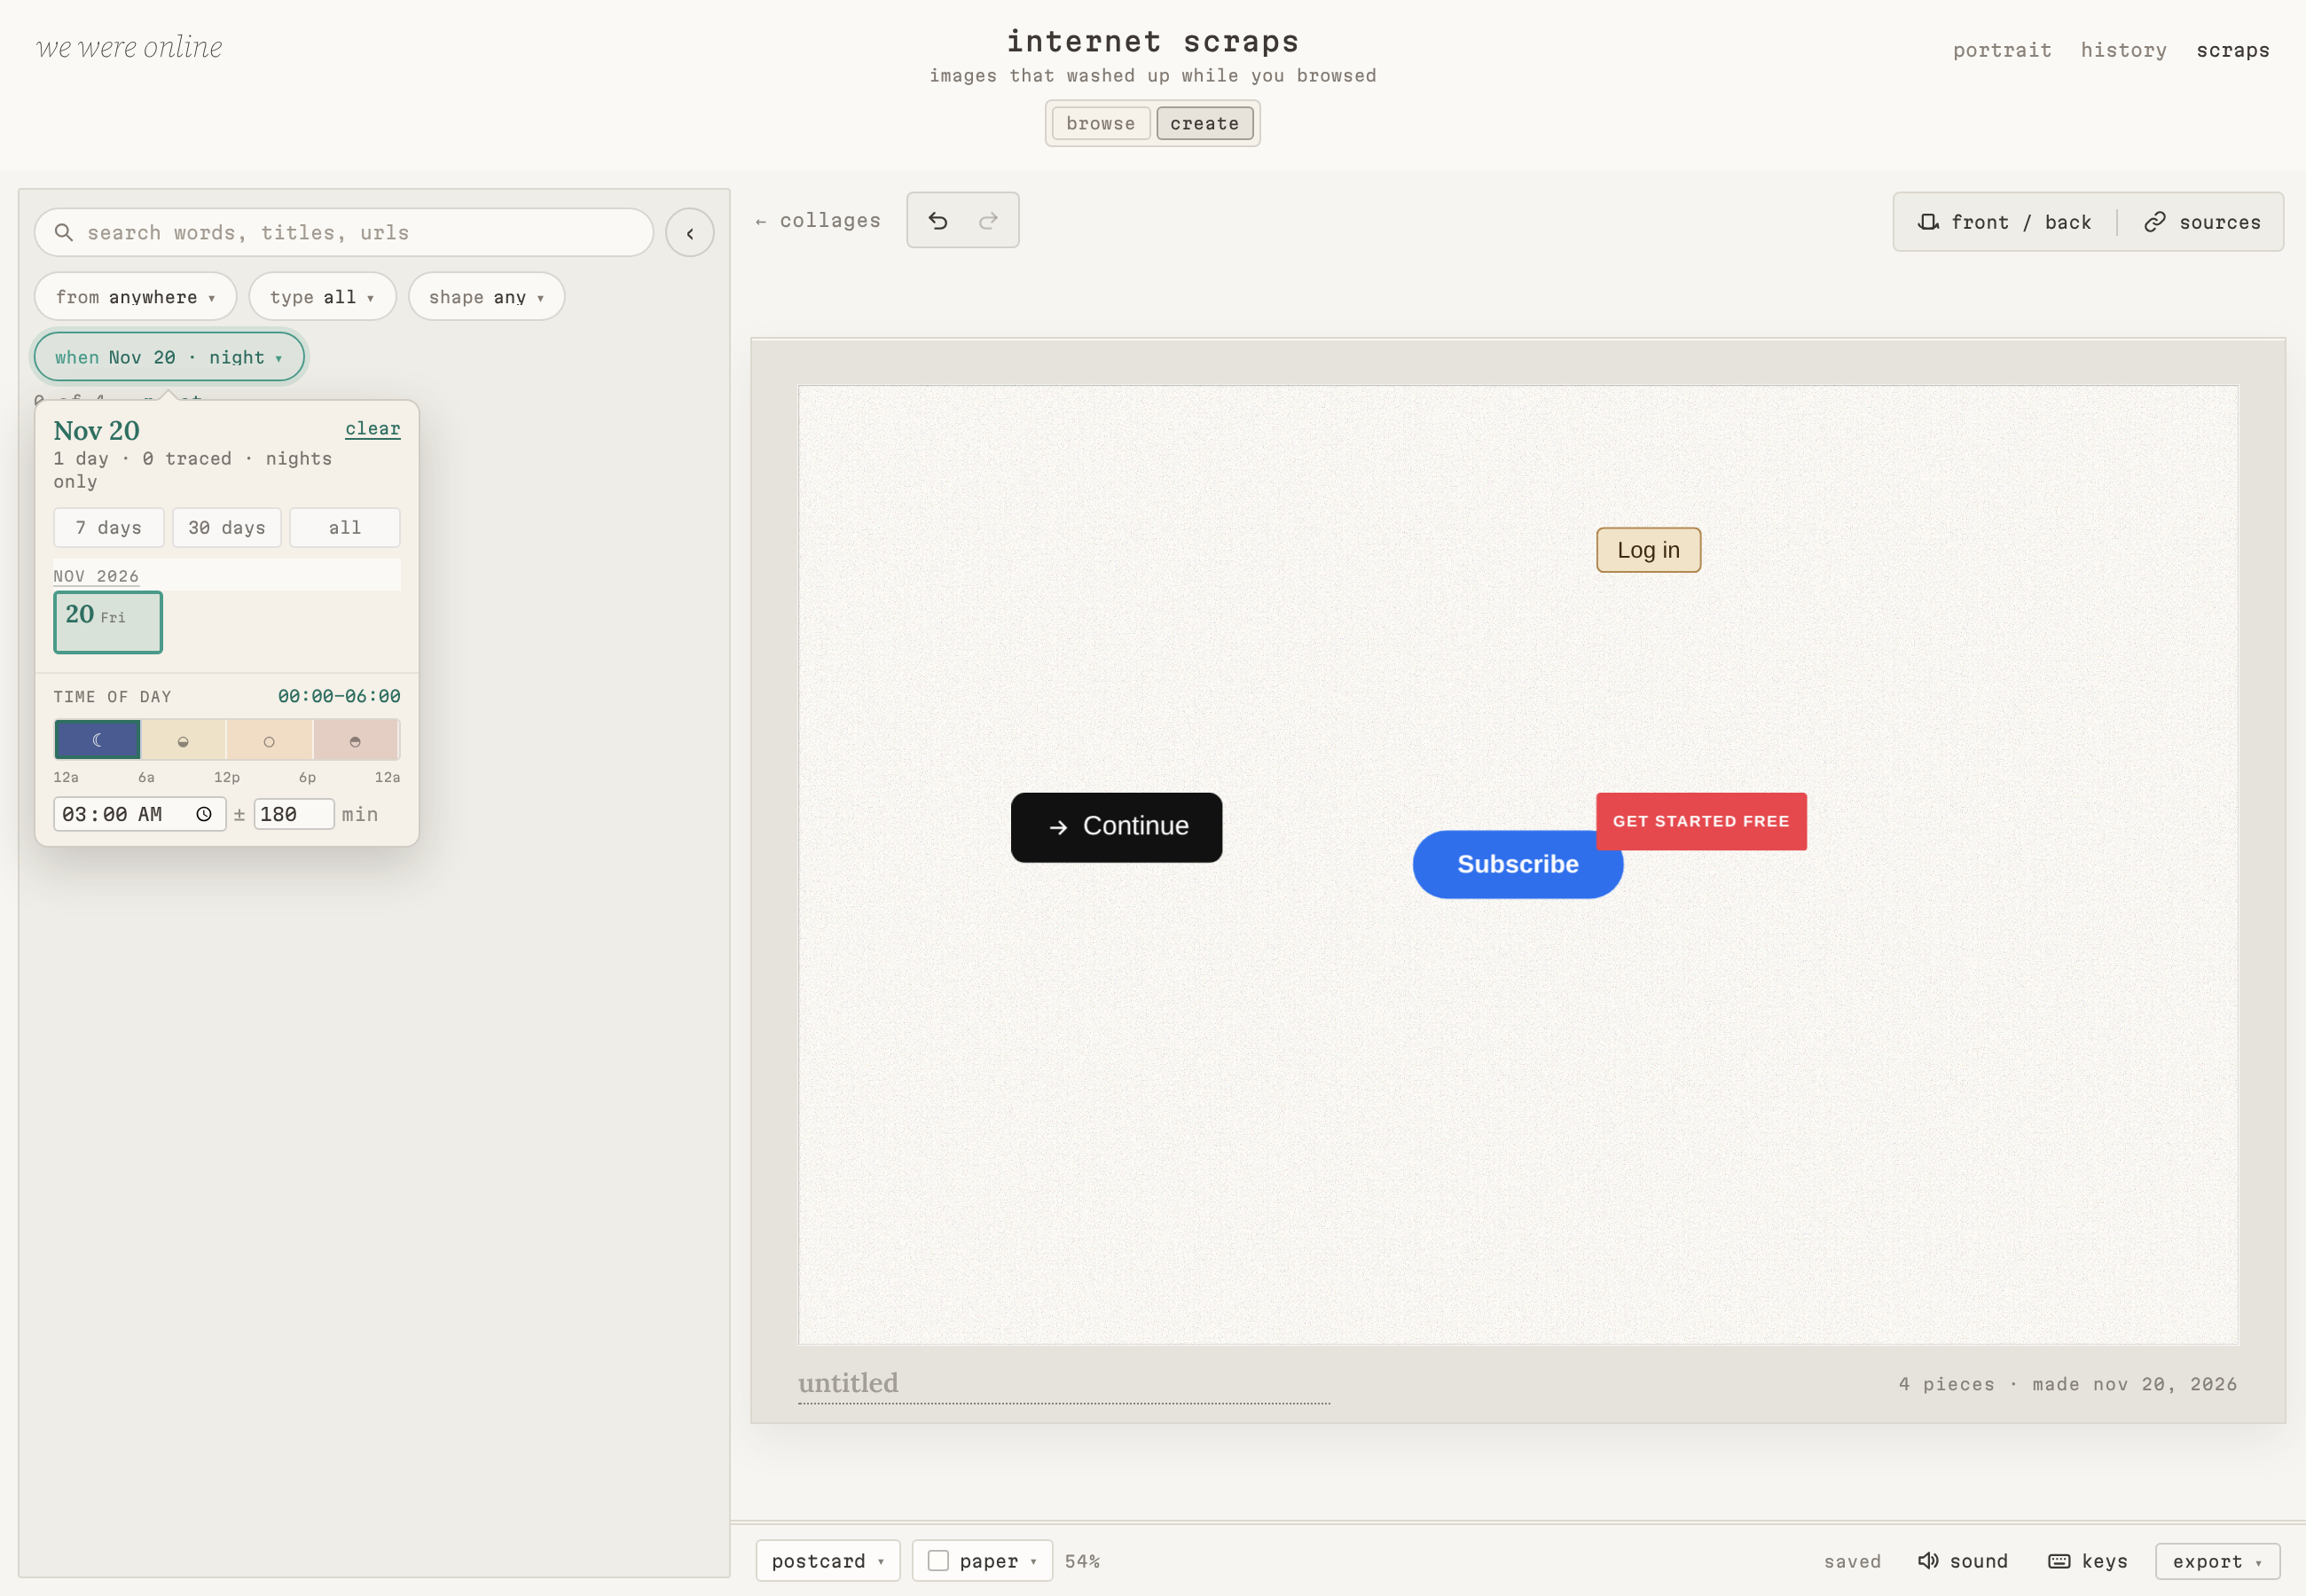 we were online
internet scraps
images that washed up while you browsed
portrait history scraps
browse create
search words, titles, urls
from anywhere ▾
type all ▾
shape any ▾
when Nov 20 · night ▾
Nov 20
clear
1 day · 0 traced · nights
only
7 days 30 days all
NOV 2026
20 Fri
TIME OF DAY 00:00–06:00
12a 6a 12p 6p 12a
03:00 AM ± 180 min
← collages
front / back
sources
Log in
→ Continue
Subscribe
GET STARTED FREE
untitled
4 pieces · made nov 20, 2026
postcard ▾
paper ▾
54%
saved
sound
keys
export ▾